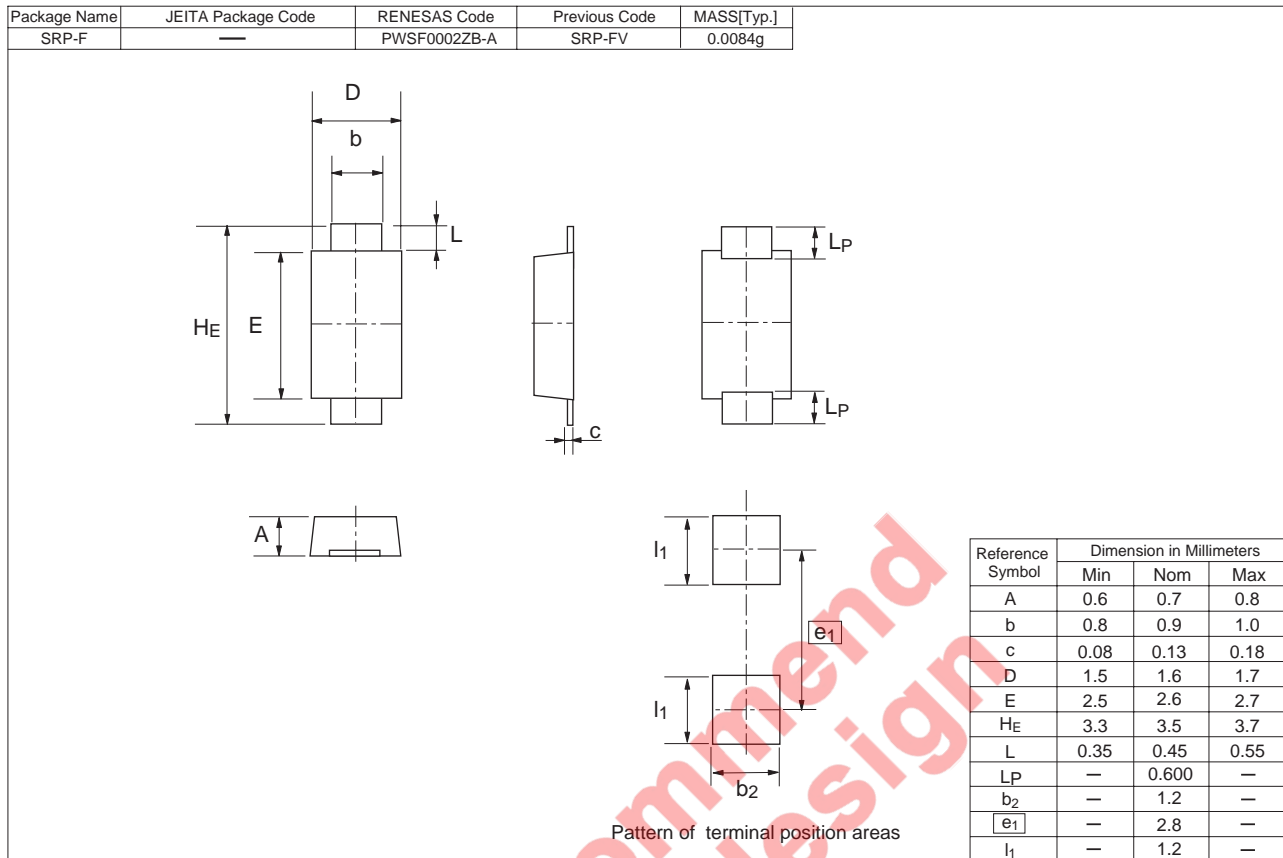 Package Name JEITA Package Code RENESAS Code Previous Code MASS[Typ.]
SRP-F — PWSF0002ZB-A SRP-FV 0.0084g
D
b
L
HE
E
c
LP
LP
A
l1
e1
l1
b2
Pattern of terminal position areas
Reference Symbol Dimension in Millimeters
Min Nom Max
A 0.6 0.7 0.8
b 0.8 0.9 1.0
c 0.08 0.13 0.18
D 1.5 1.6 1.7
E 2.5 2.6 2.7
HE 3.3 3.5 3.7
L 0.35 0.45 0.55
LP — 0.600 —
b2 — 1.2 —
e1 — 2.8 —
l1 — 1.2 —
ommend
design